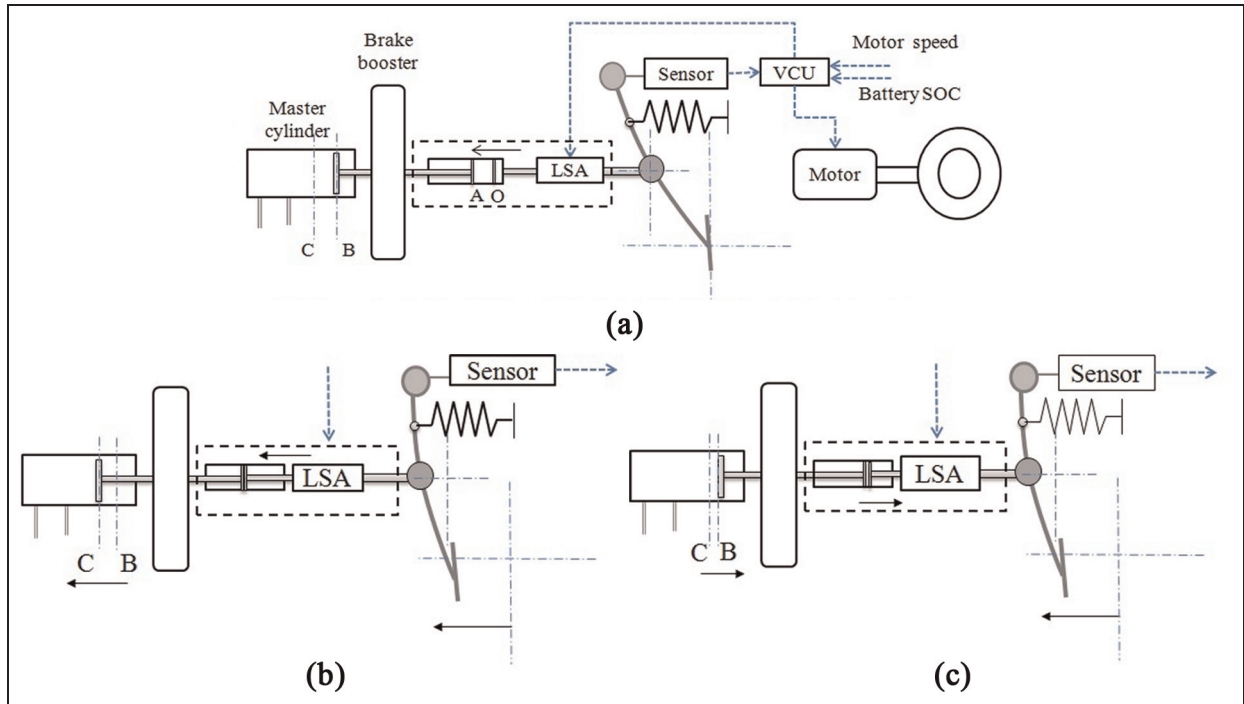 Brake
booster
Master
cylinder
Sensor
VCU
Motor speed
Battery SOC
LSA
Motor
A O
C B
(a)
Sensor
LSA
C B
(b)
Sensor
LSA
C B
(c)